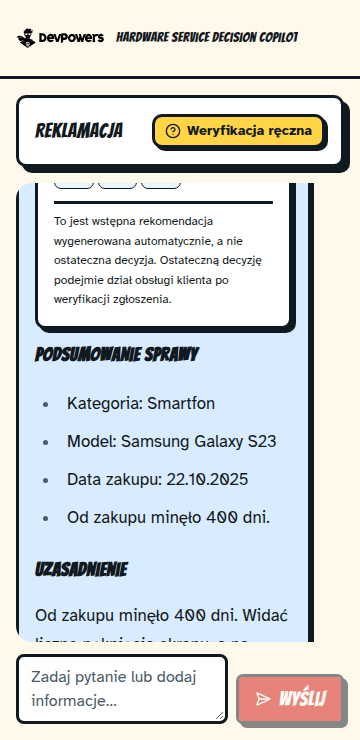 DevPowers HARDWARE SERVICE DECISION COPILOT
REKLAMACJA
Weryfikacja ręczna
To jest wstępna rekomendacja
wygenerowana automatycznie, a nie
ostateczna decyzja. Ostateczną decyzję
podejmie dział obsługi klienta po
weryfikacji zgłoszenia.
PODSUMOWANIE SPRAWY
Kategoria: Smartfon
Model: Samsung Galaxy S23
Data zakupu: 22.10.2025
Od zakupu minęło 400 dni.
UZASADNIENIE
Od zakupu minęło 400 dni. Widać
Zadaj pytanie lub dodaj
informacje...
WYŚLIJ